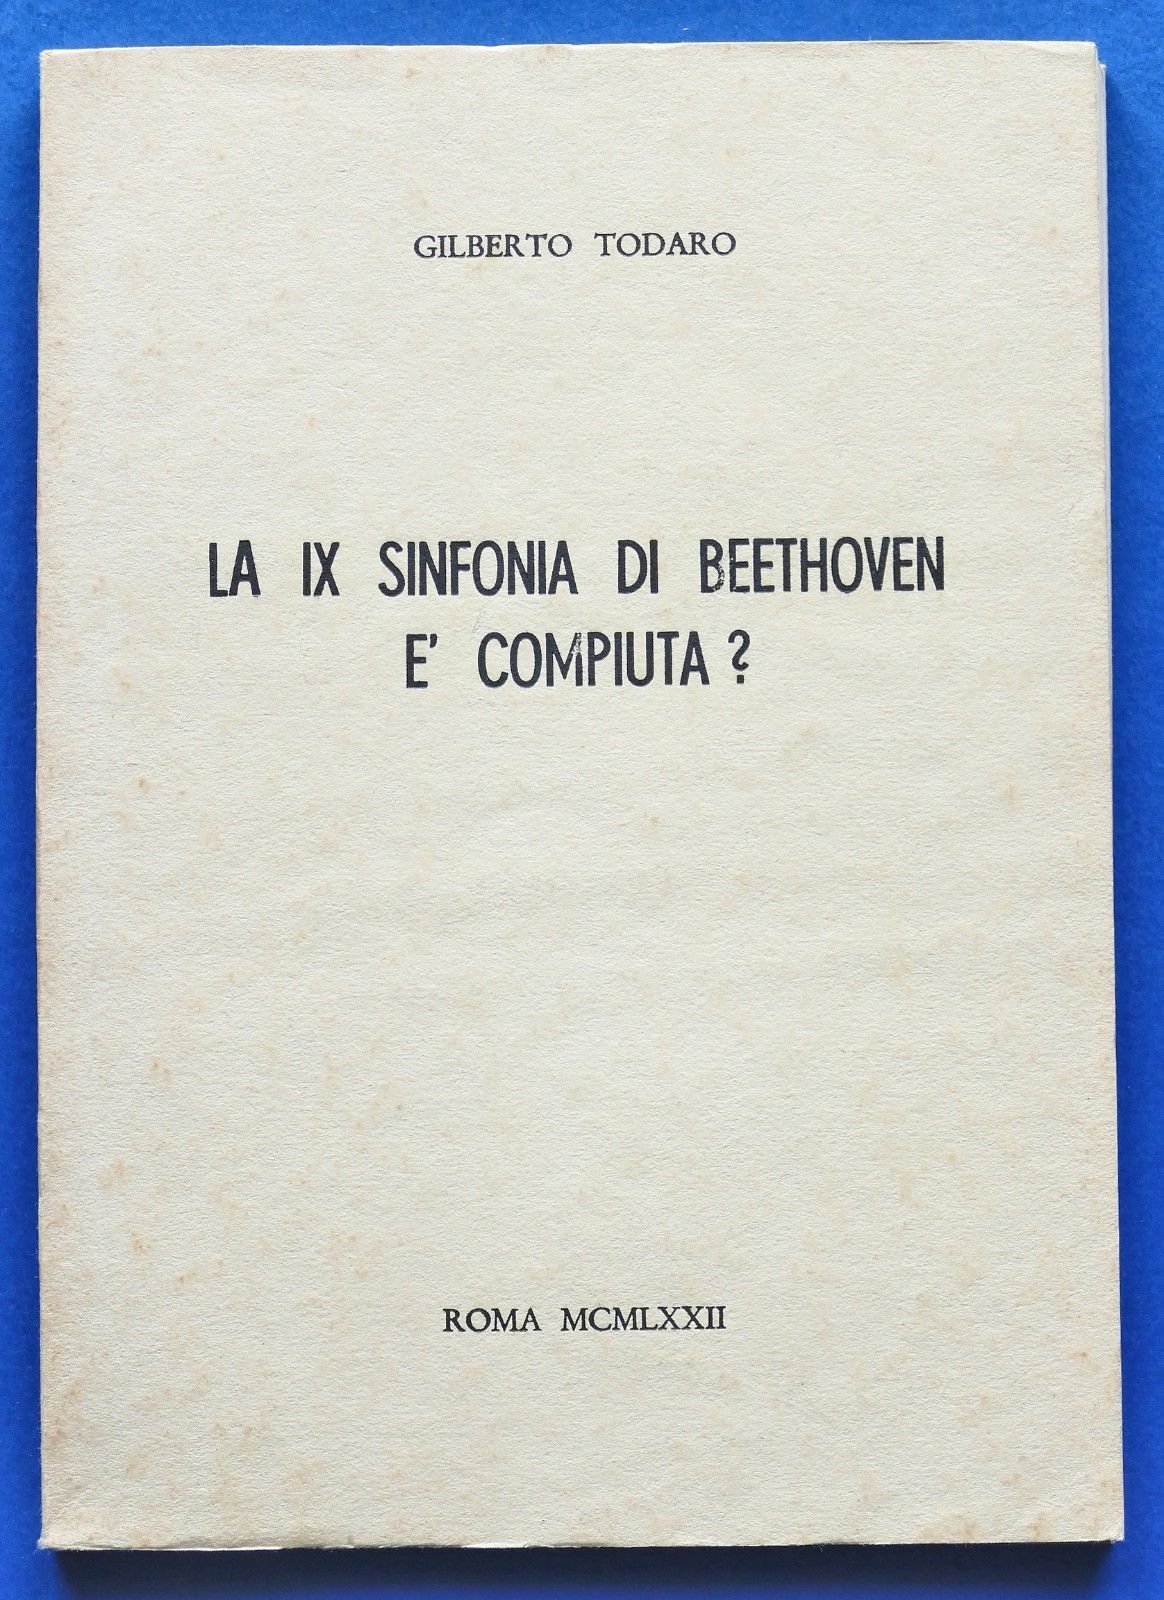 GILBERTO TODARO
LA IX SINFONIA DI BEETHOVEN
E' COMPIUTA ?
ROMA MCMLXXII